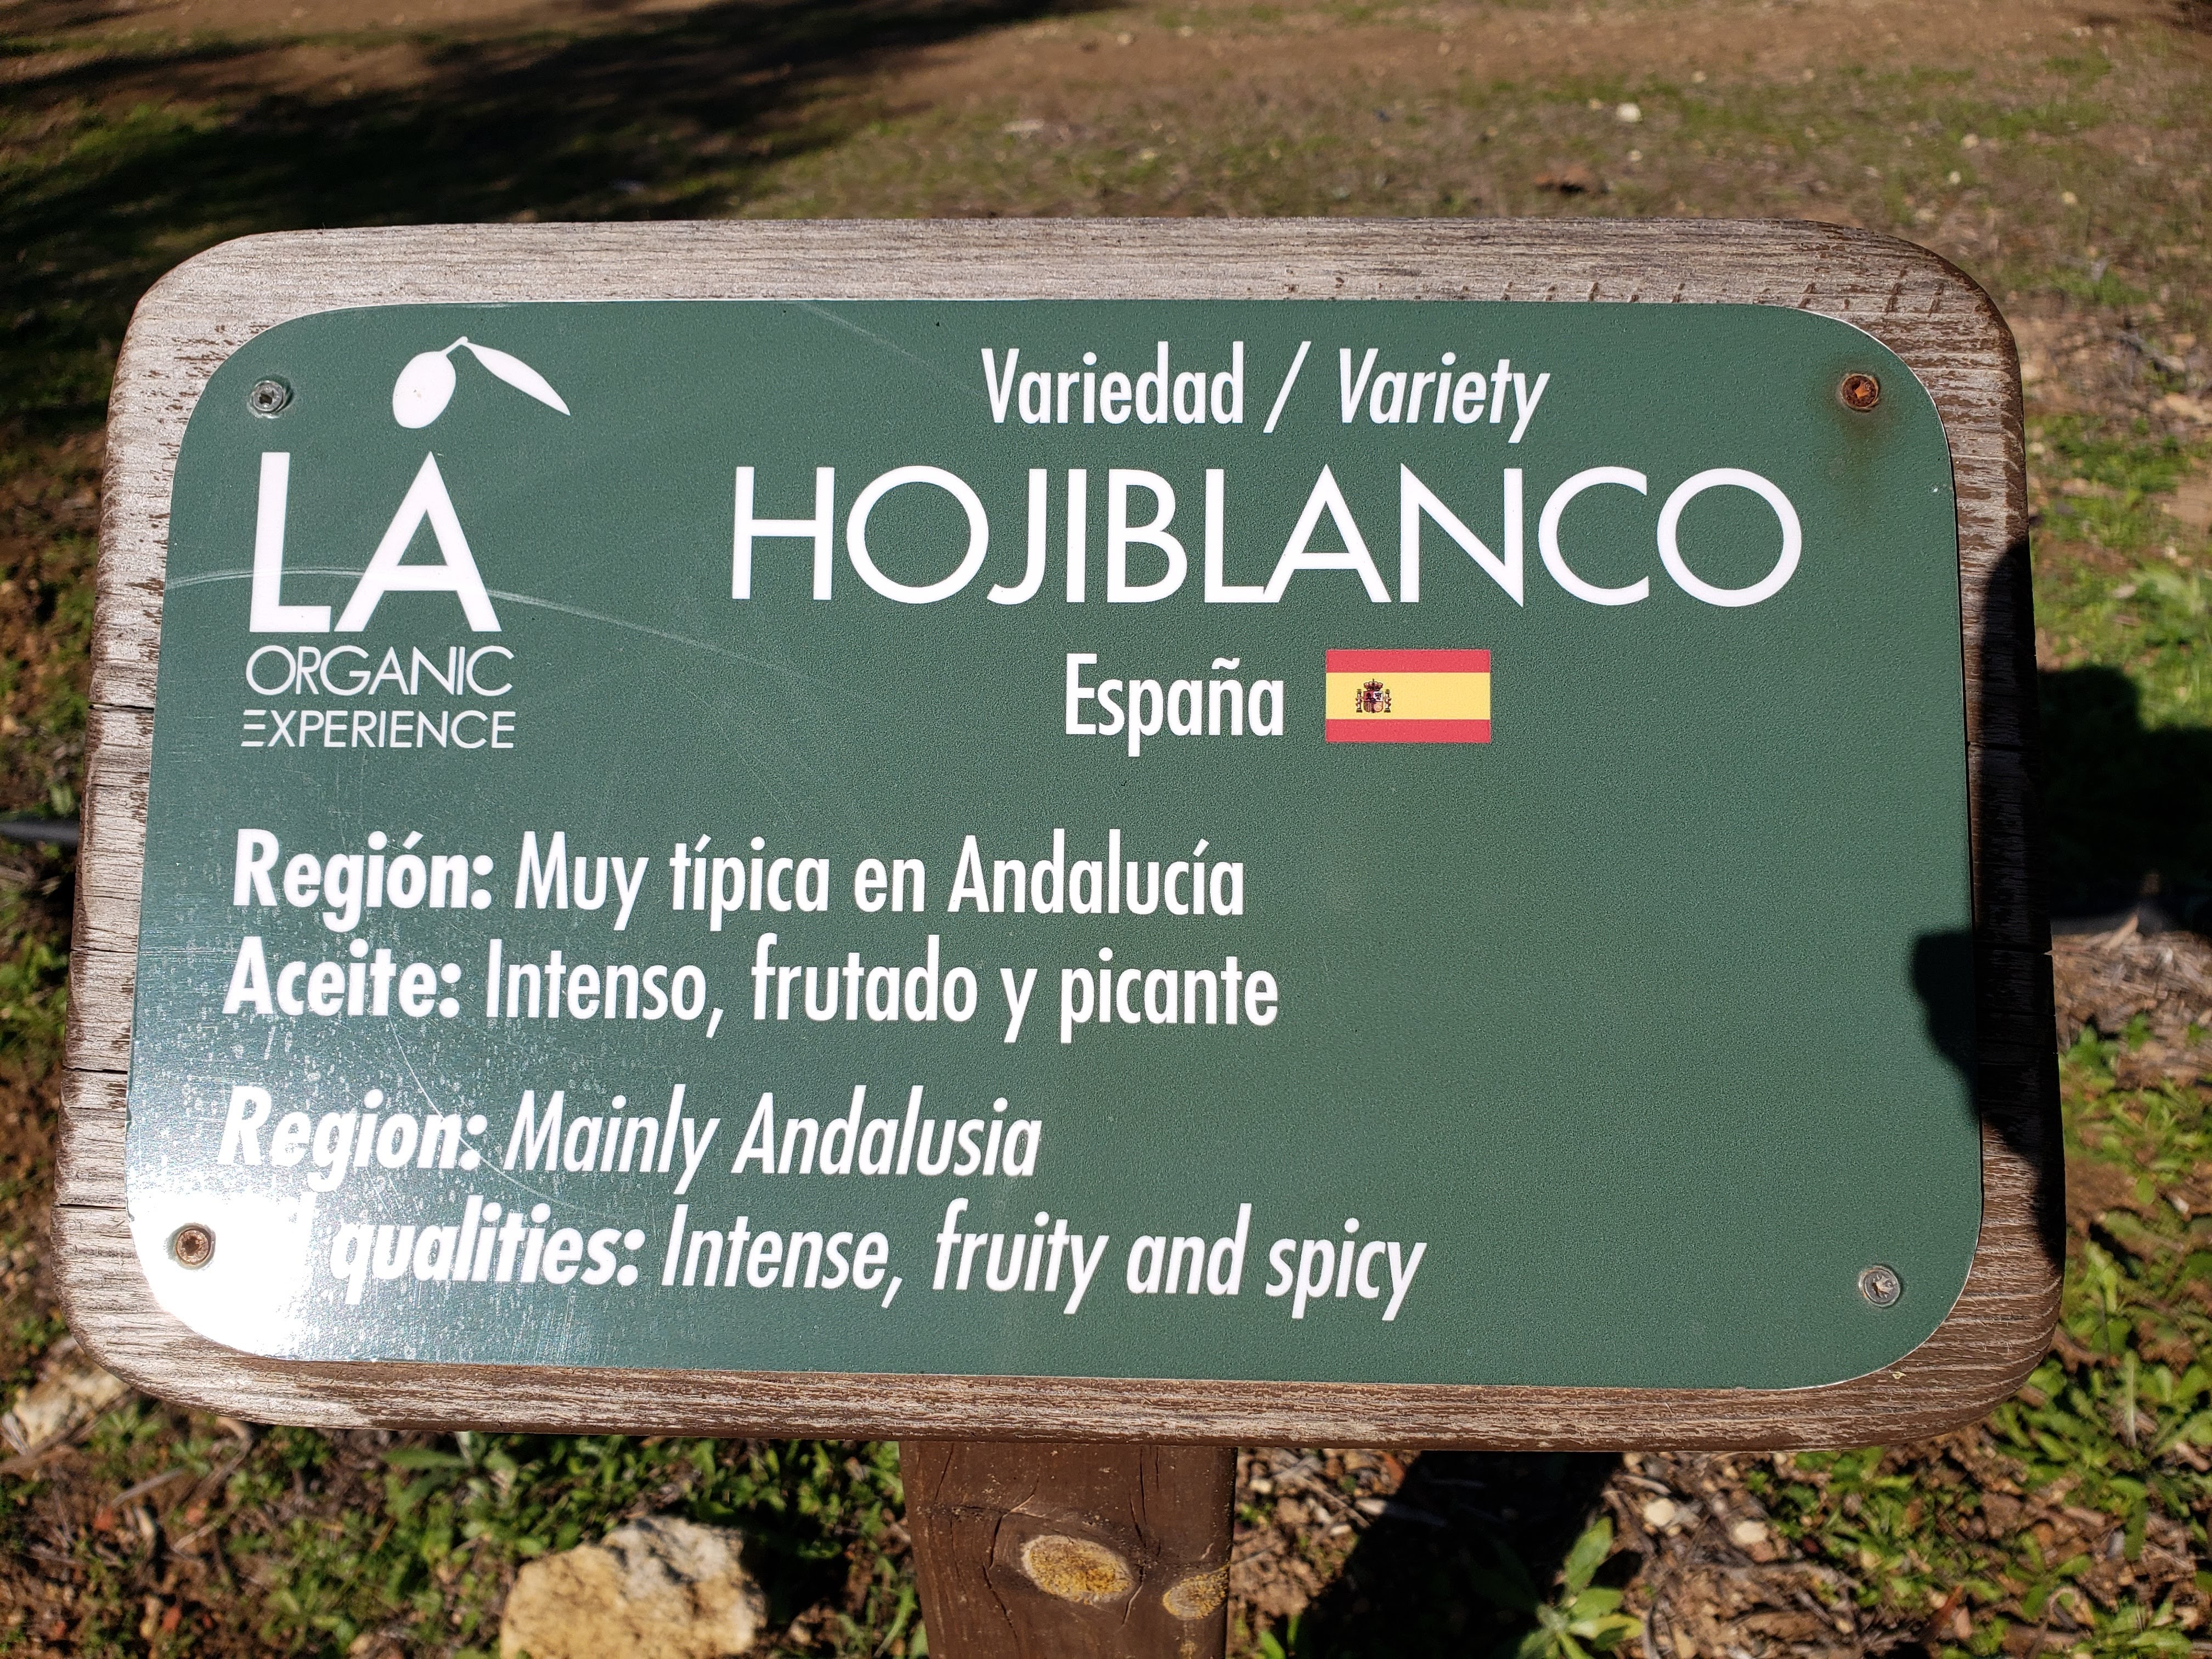 LA
ORGANIC
EXPERIENCE
Variedad / Variety
HOJIBLANCO
España
Región: Muy típica en Andalucía
Aceite: Intenso, frutado y picante
Region: Mainly Andalusia
qualities: Intense, fruity and spicy